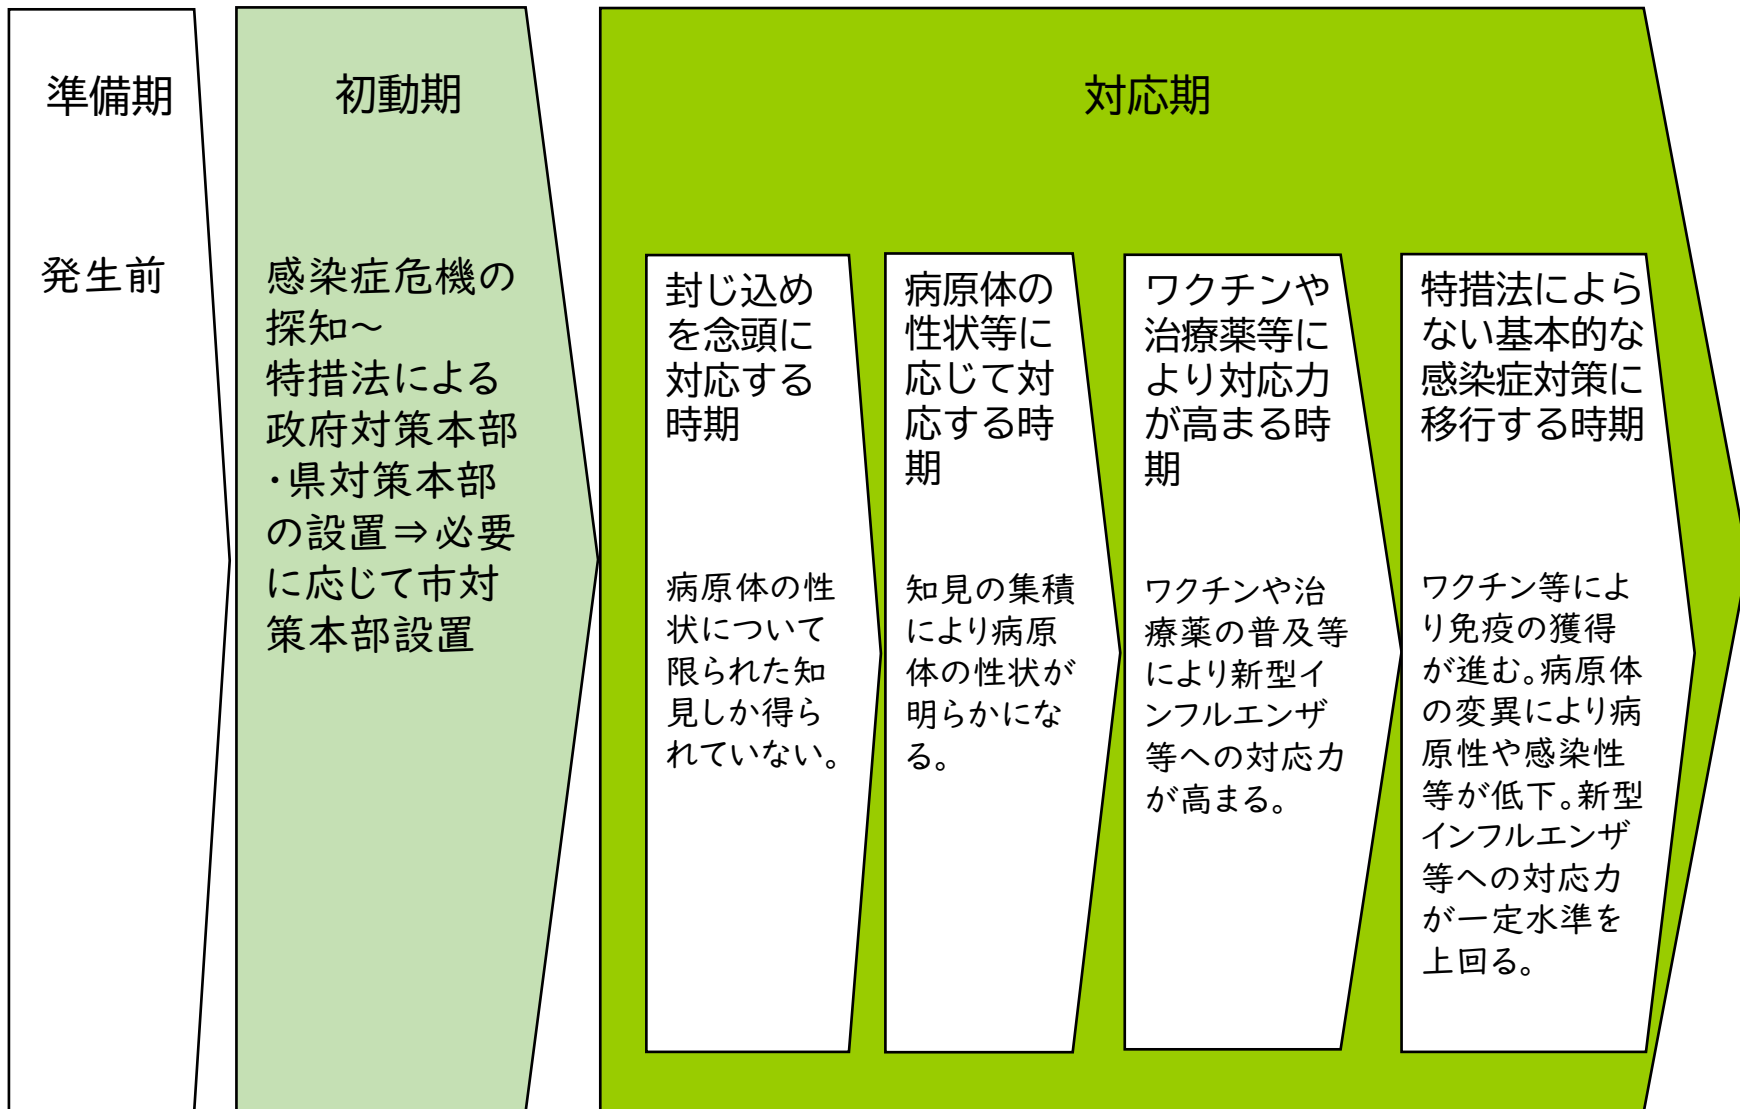 準備期
発生前
初動期
感染症危機の
探知～
特措法による
政府対策本部
・県対策本部
の設置⇒必要
に応じて市対
策本部設置
対応期
封じ込め
を念頭に
対応する
時期
病原体の性
状について
限られた知
見しか得ら
れていない。
病原体の
性状等に
応じて対
応する時
期
知見の集積
により病原
体の性状が
明らかにな
る。
ワクチンや
治療薬等に
より対応力
が高まる時
期
ワクチンや治
療薬の普及等
により新型イ
ンフルエンザ
等への対応力
が高まる。
特措法によら
ない基本的な
感染症対策に
移行する時期
ワクチン等によ
り免疫の獲得
が進む。病原体
の変異により病
原性や感染性
等が低下。新型
インフルエンザ
等への対応力
が一定水準を
上回る。